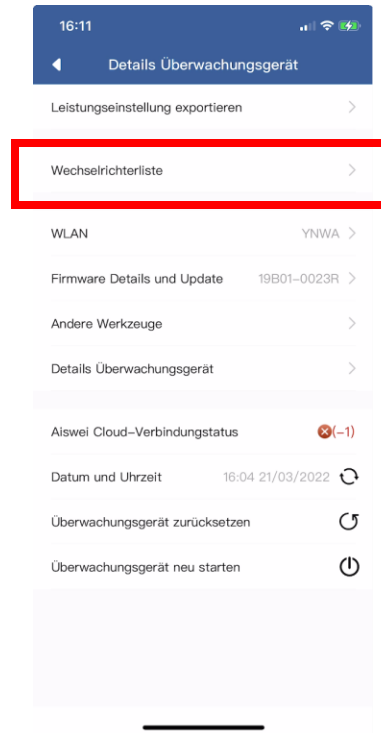 16:11
Details Überwachungsgerät
Leistungseinstellung exportieren
Wechselrichterliste
WLAN YNWA
Firmware Details und Update 19B01-0023R
Andere Werkzeuge
Details Überwachungsgerät
Aiswei Cloud-Verbindungstatus (-1)
Datum und Uhrzeit 16:04 21/03/2022
Überwachungsgerät zurücksetzen
Überwachungsgerät neu starten